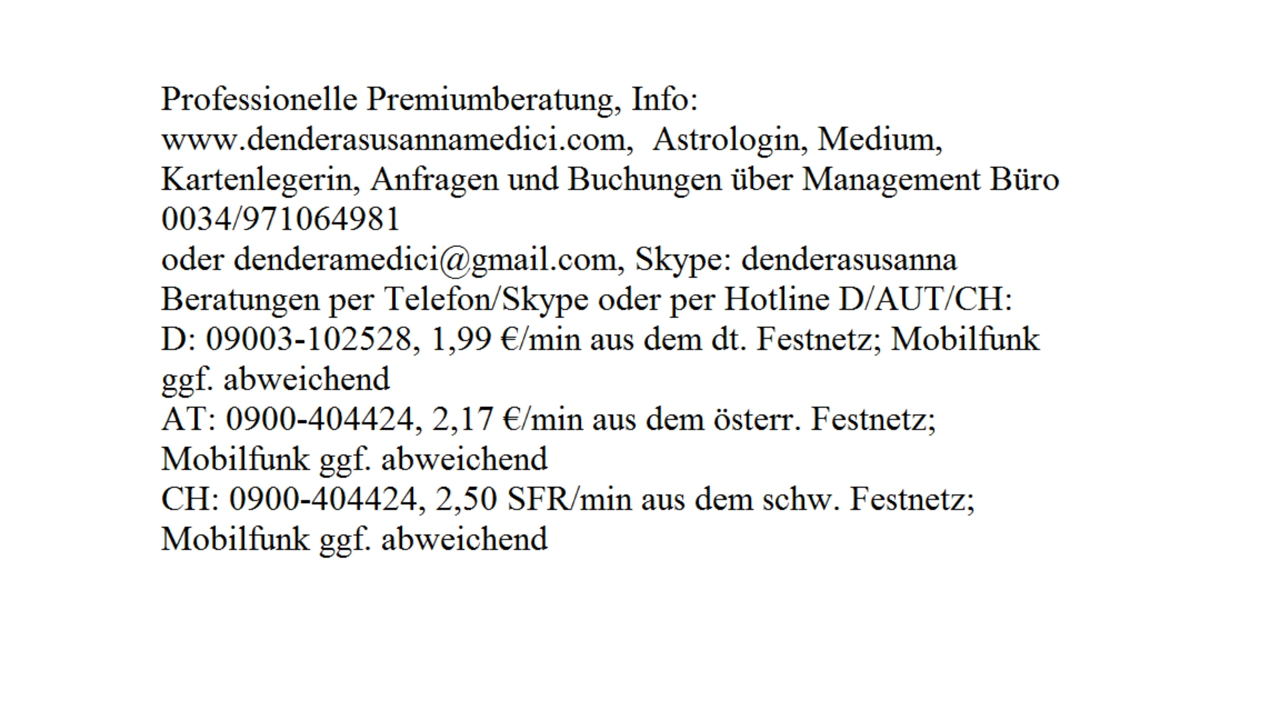 Professionelle Premiumberatung, Info:
www.denderasusannamedici.com,  Astrologin, Medium,
Kartenlegerin, Anfragen und Buchungen über Management Büro
0034/971064981
oder denderamedici@gmail.com, Skype: denderasusanna
Beratungen per Telefon/Skype oder per Hotline D/AUT/CH:
D: 09003-102528, 1,99 €/min aus dem dt. Festnetz; Mobilfunk
ggf. abweichend
AT: 0900-404424, 2,17 €/min aus dem österr. Festnetz;
Mobilfunk ggf. abweichend
CH: 0900-404424, 2,50 SFR/min aus dem schw. Festnetz;
Mobilfunk ggf. abweichend